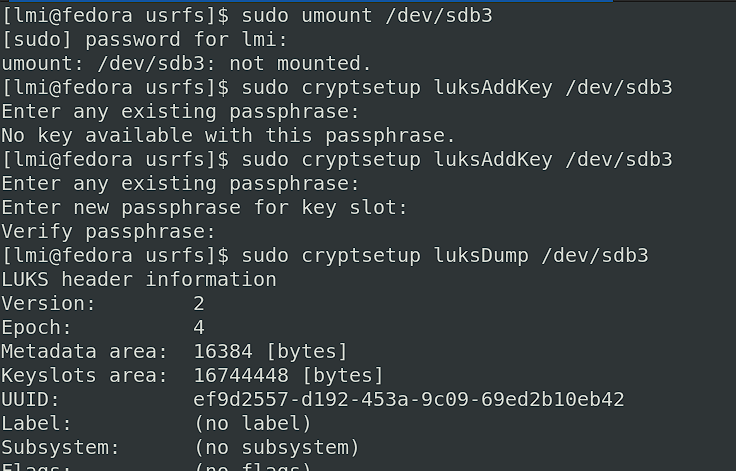 [lmi@fedora usrfs]$ sudo umount /dev/sdb3
[sudo] password for lmi:
umount: /dev/sdb3: not mounted.
[lmi@fedora usrfs]$ sudo cryptsetup luksAddKey /dev/sdb3
Enter any existing passphrase:
No key available with this passphrase.
[lmi@fedora usrfs]$ sudo cryptsetup luksAddKey /dev/sdb3
Enter any existing passphrase:
Enter new passphrase for key slot:
Verify passphrase:
[lmi@fedora usrfs]$ sudo cryptsetup luksDump /dev/sdb3
LUKS header information
Version:        2
Epoch:          4
Metadata area:  16384 [bytes]
Keyslots area:  16744448 [bytes]
UUID:           ef9d2557-d192-453a-9c09-69ed2b10eb42
Label:          (no label)
Subsystem:      (no subsystem)
Flags:          (no flags)